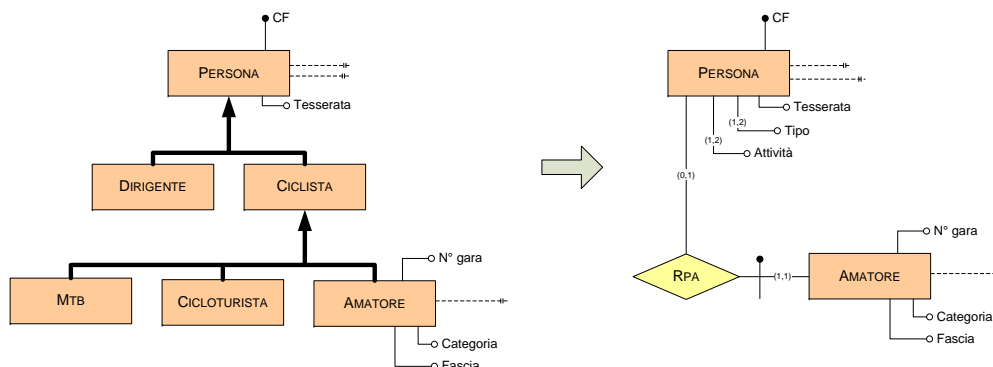 CF
PERSONA
Tesserata
DIRIGENTE
CICLISTA
N° gara
MTB
CICLOTURISTA
AMATORE
Categoria
Fascia
CF
PERSONA
Tesserata
(1,2)
Tipo
(1,2)
Attività
(0,1)
N° gara
RPA
(1,1)
AMATORE
Categoria
Fascia